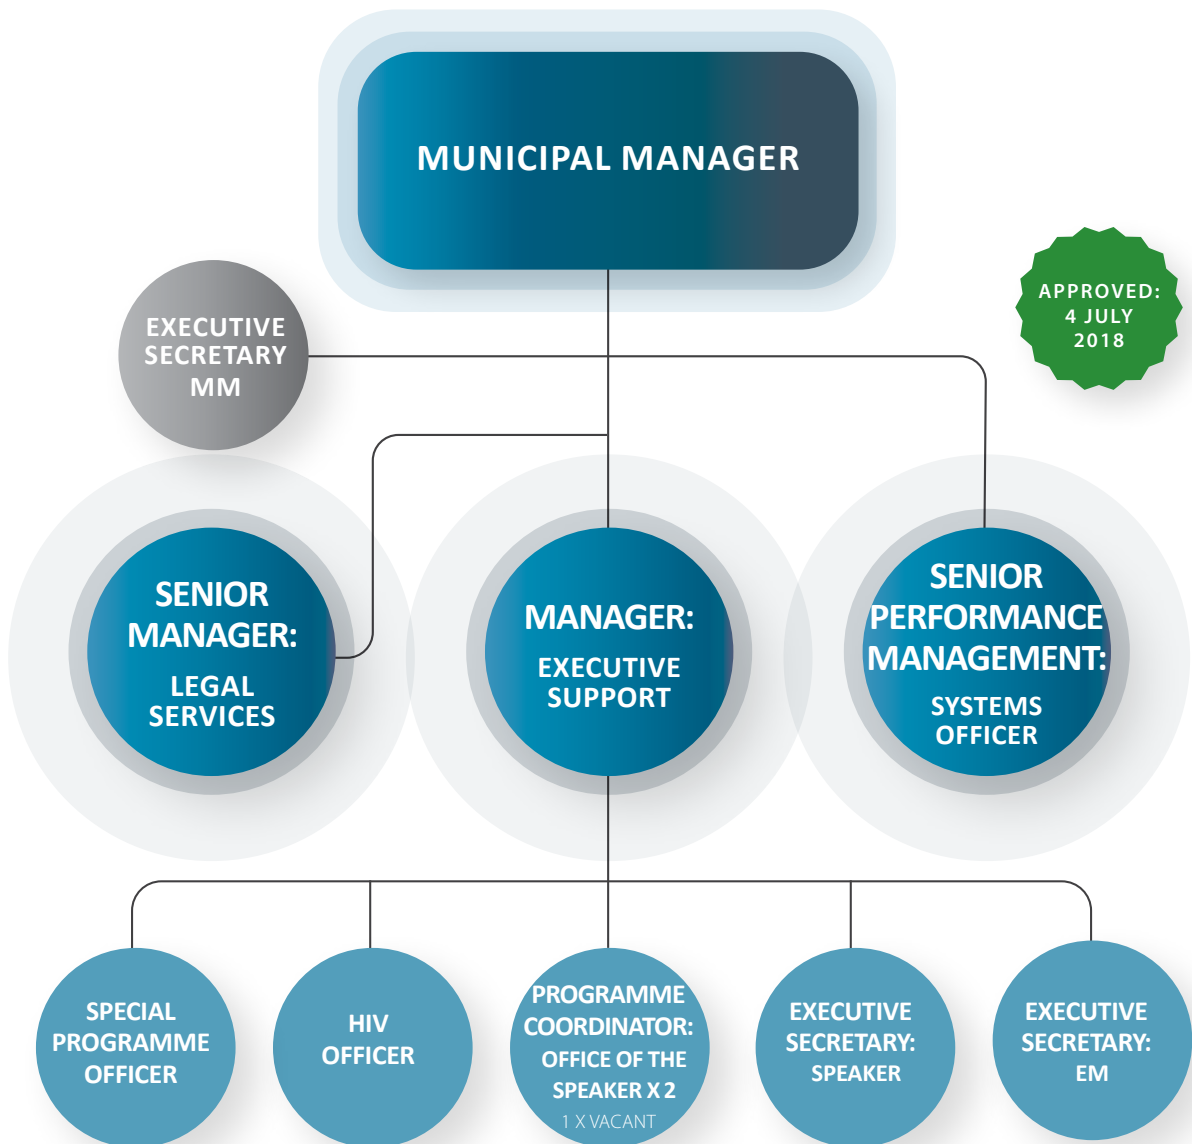 MUNICIPAL MANAGER
APPROVED:
4 JULY
2018
EXECUTIVE
SECRETARY
MM
SENIOR
MANAGER:
LEGAL
SERVICES
MANAGER:
EXECUTIVE
SUPPORT
SENIOR
PERFORMANCE
MANAGEMENT:
SYSTEMS
OFFICER
SPECIAL
PROGRAMME
OFFICER
HIV
OFFICER
PROGRAMME
COORDINATOR:
OFFICE OF THE
SPEAKER X 2
1 X VACANT
EXECUTIVE
SECRETARY:
SPEAKER
EXECUTIVE
SECRETARY:
EM